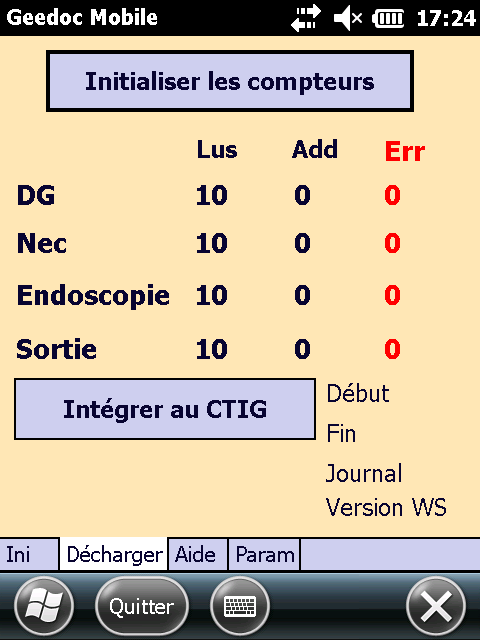 Geedoc Mobile 17:24
Initialiser les compteurs
Lus Add Err
DG 10 0 0
Nec 10 0 0
Endoscopie 10 0 0
Sortie 10 0 0
Intégrer au CTIG
Début
Fin
Journal
Version WS
Ini Décharger Aide Param
Quitter